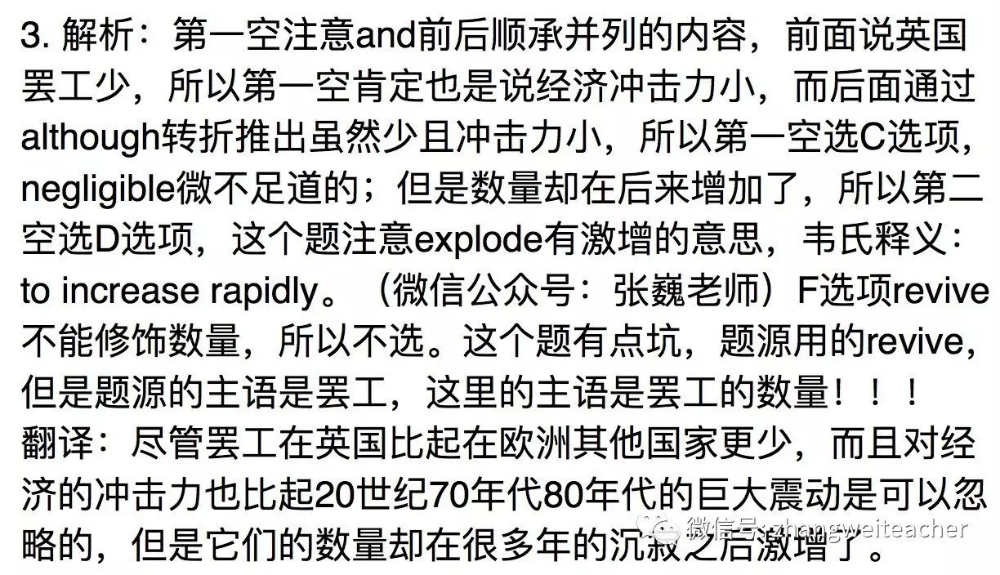 3. 解析：第一空注意and前后顺承并列的内容，前面说英国
罢工少，所以第一空肯定也是说经济冲击力小，而后面通过
although转折推出虽然少且冲击力小，所以第一空选C选项，
negligible微不足道的；但是数量却在后来增加了，所以第二
空选D选项，这个题注意explode有激增的意思，韦氏释义：
to increase rapidly。（微信公众号：张巍老师）F选项revive
不能修饰数量，所以不选。这个题有点坑，题源用的revive，
但是题源的主语是罢工，这里的主语是罢工的数量！！！
翻译：尽管罢工在英国比起在欧洲其他国家更少，而且对经
济的冲击力也比起20世纪70年代80年代的巨大震动是可以忽
略的，但是它们的数量却在很多年的沉寂之后激增了。
微信号: zhangweiteacher